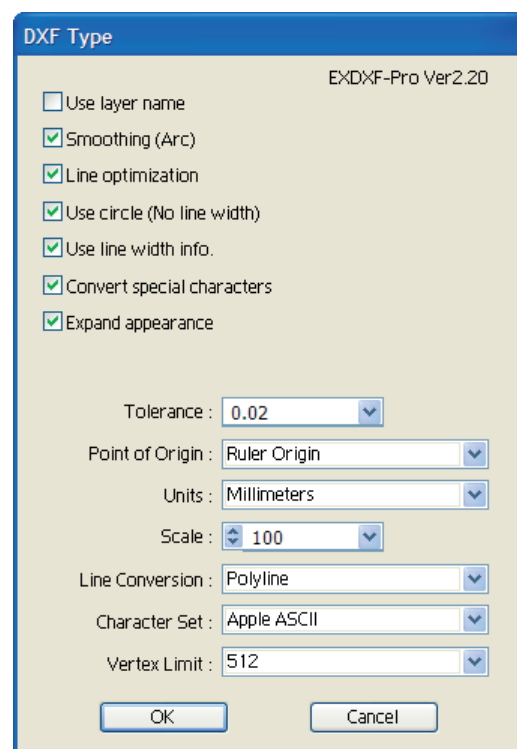 DXF Type
EXDXF-Pro Ver2.20
Use layer name
Smoothing (Arc)
Line optimization
Use circle (No line width)
Use line width info.
Convert special characters
Expand appearance
Tolerance : 0.02
Point of Origin : Ruler Origin
Units : Millimeters
Scale : 100
Line Conversion : Polyline
Character Set : Apple ASCII
Vertex Limit : 512
OK Cancel